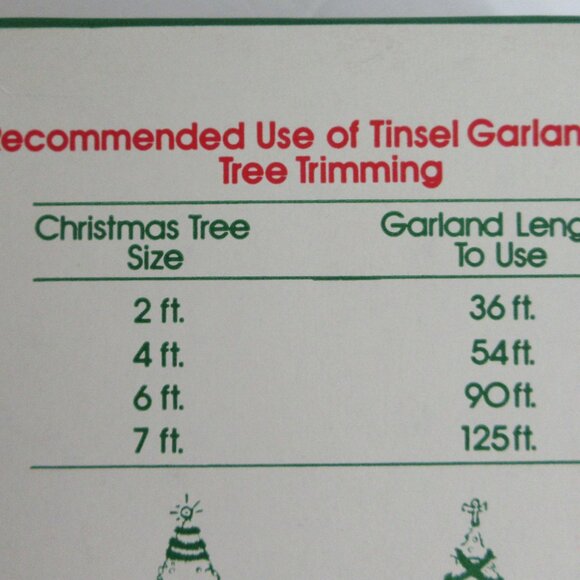 ecommended Use of Tinsel Garlan
Tree Trimming
Christmas Tree Garland Leng
Size To Use
2 ft. 36 ft.
4 ft. 54 ft.
6 ft. 90 ft.
7 ft. 125 ft.